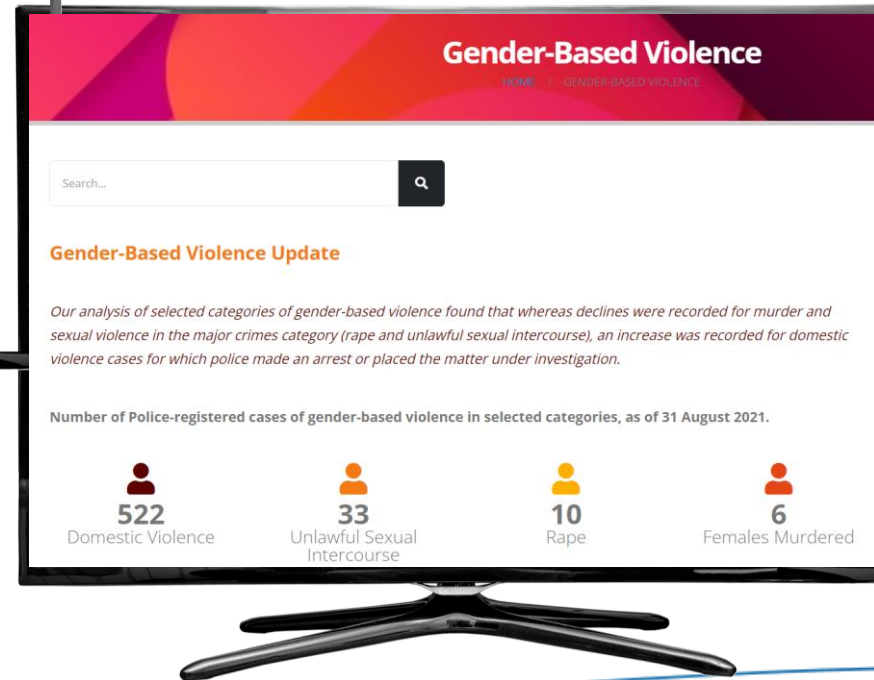 Gender-Based Violence
HOME / GENDER-BASED VIOLENCE
Search...
Gender-Based Violence Update
Our analysis of selected categories of gender-based violence found that whereas declines were recorded for murder and
sexual violence in the major crimes category (rape and unlawful sexual intercourse), an increase was recorded for domestic
violence cases for which police made an arrest or placed the matter under investigation.
Number of Police-registered cases of gender-based violence in selected categories, as of 31 August 2021.
522
Domestic Violence
33
Unlawful Sexual
Intercourse
10
Rape
6
Females Murdered